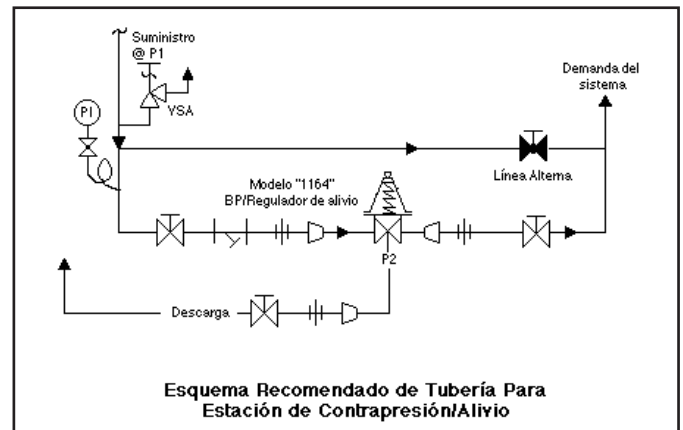 Suministro
@ P1
PI
VSA
Demanda del
sistema
Línea Alterna
Modelo "1164"
BP/Regulador de alivio
P2
Descarga
Esquema Recomendado de Tubería Para
Estación de Contrapresión/Alivio